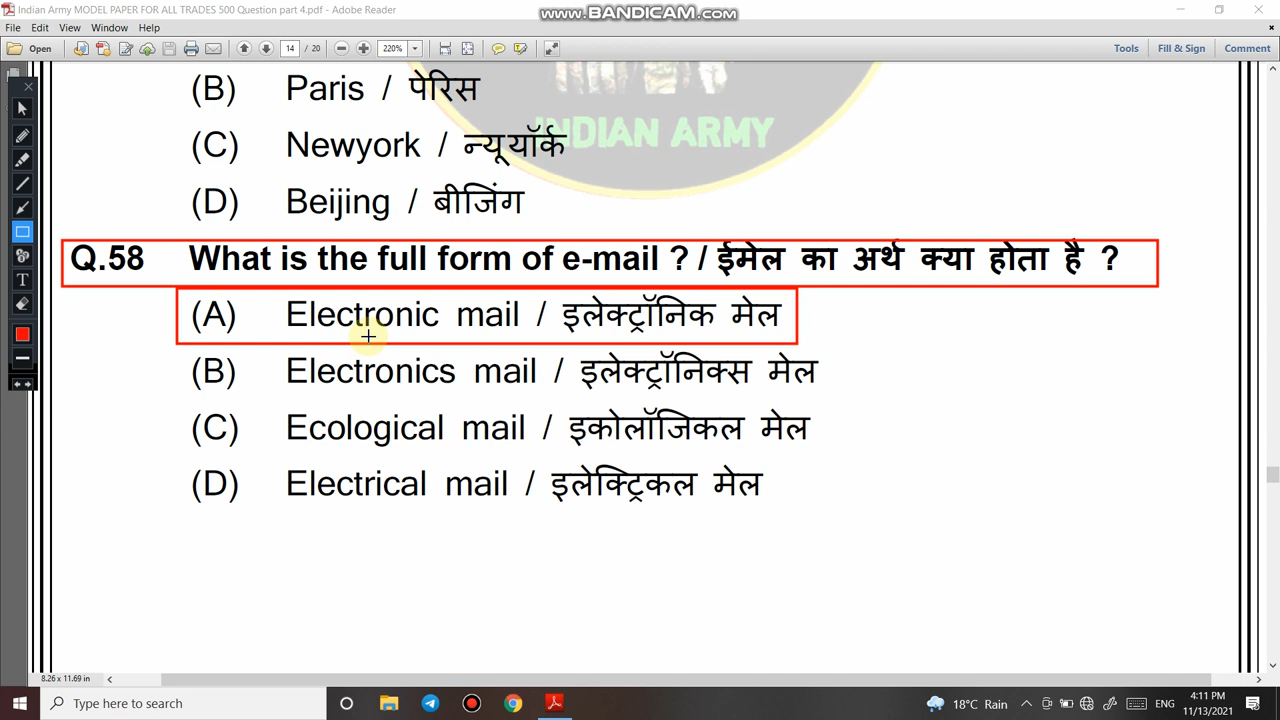 Indian Army MODEL PAPER FOR ALL TRADES 500 Question part 4.pdf - Adobe Reader
www.BANDICAM.com
File Edit View Window Help
Open 14 / 20 220% Tools Fill & Sign Comment
(B) Paris / पेरिस
(C) Newyork / न्यूयॉर्क
INDIAN ARMY
(D) Beijing / बीजिंग
Q.58 What is the full form of e-mail ? / ईमेल का अर्थ क्या होता है ?
(A) Electronic mail / इलेक्ट्रॉनिक मेल
(B) Electronics mail / इलेक्ट्रॉनिक्स मेल
(C) Ecological mail / इकोलॉजिकल मेल
(D) Electrical mail / इलेक्ट्रिकल मेल
8.26 x 11.69 in
Type here to search
18°C Rain ENG 4:11 PM
11/13/2021